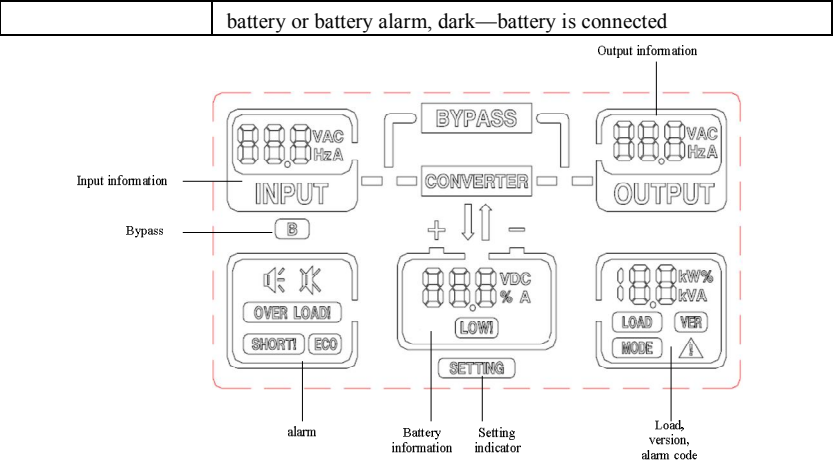 battery or battery alarm, dark—battery is connected
Output information
88.8 VAC
HzA
INPUT
BYPASS
CONVERTER
88.8 VAC
HzA
OUTPUT
Input information
Bypass
B
+ −
OVER LOAD!
SHORT! ECO
88.8 VDC
% A
LOW!
SETTING
18.8 kW%
kVA
LOAD VER
MODE !
alarm
Battery
information
Setting
indicator
Load,
version,
alarm code